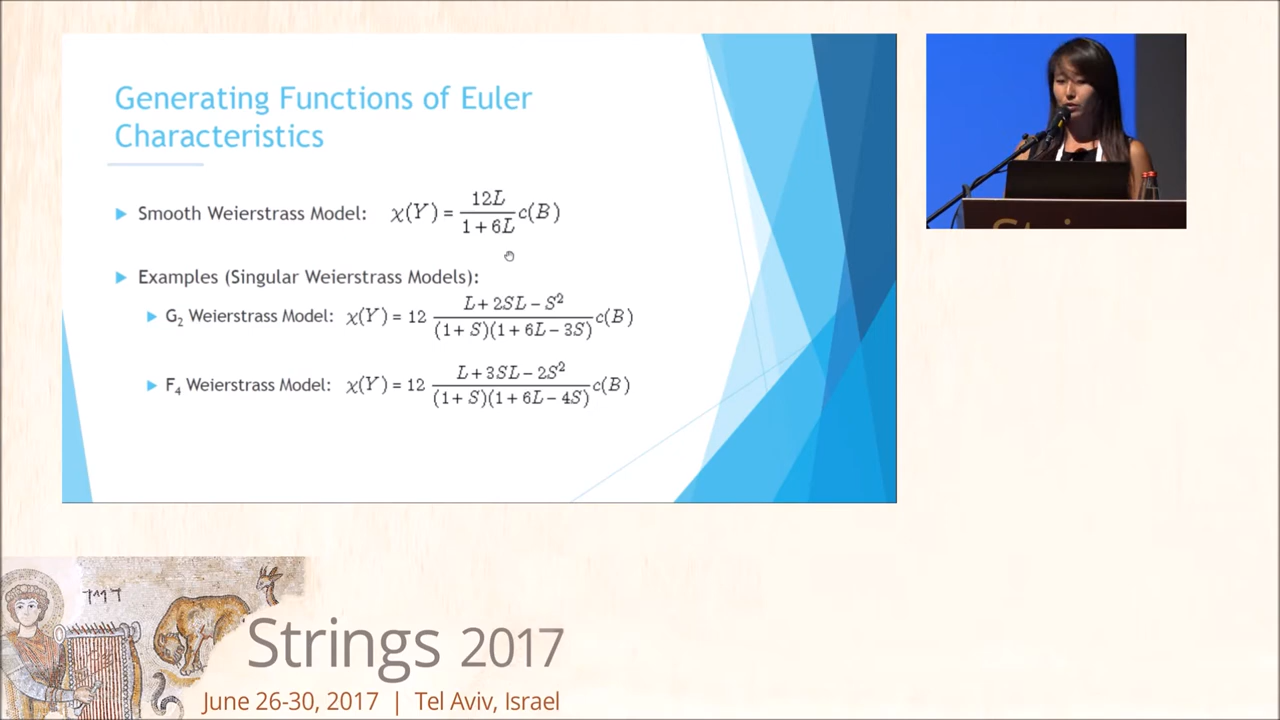 Generating Functions of Euler
Characteristics
Smooth Weierstrass Model: χ(Y) = 12L / (1 + 6L) c(B)
Examples (Singular Weierstrass Models):
G₂ Weierstrass Model: χ(Y) = 12 (L + 2SL − S²) / ((1 + S)(1 + 6L − 3S)) c(B)
F₄ Weierstrass Model: χ(Y) = 12 (L + 3SL − 2S²) / ((1 + S)(1 + 6L − 4S)) c(B)
Strings 2017
June 26-30, 2017 | Tel Aviv, Israel